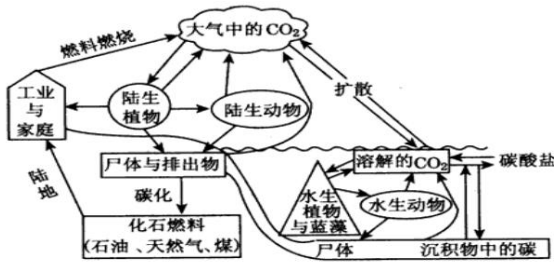 大气中的CO₂
燃料燃烧
工业
与
家庭
陆生
植物
陆生动物
扩散
尸体与排出物
溶解的CO₂
碳酸盐
陆地
碳化
水生
植物
与蓝藻
水生动物
化石燃料
(石油、天然气、煤)
尸体
沉积物中的碳